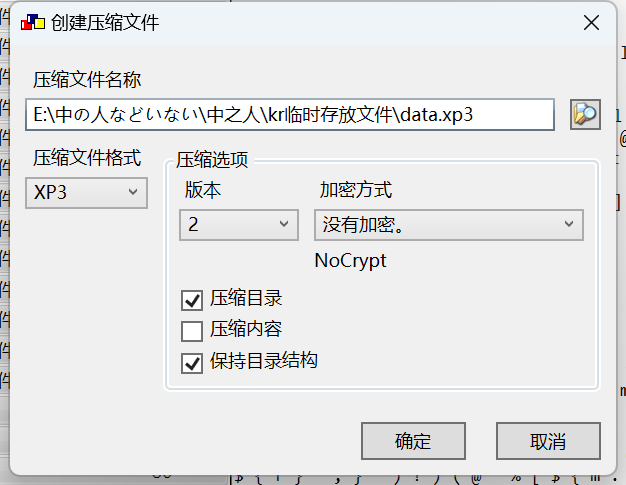 创建压缩文件
压缩文件名称
E:\中の人などいない\中之人\kr临时存放文件\data.xp3
压缩文件格式
压缩选项
版本
加密方式
XP3
2
没有加密。
NoCrypt
压缩目录
压缩内容
保持目录结构
确定
取消